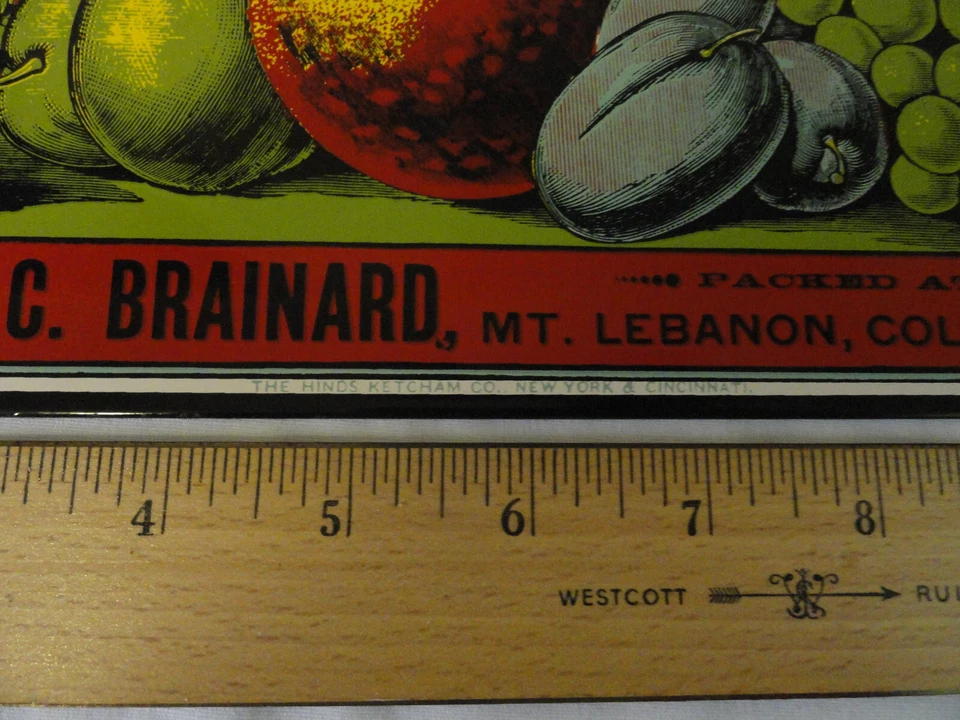 C. BRAINARD, MT. LEBANON, COL
PACKED AT
THE HINDS KETCHAM CO., NEW YORK & CINCINNATI.
4 5 6 7 8
WESTCOTT RUL